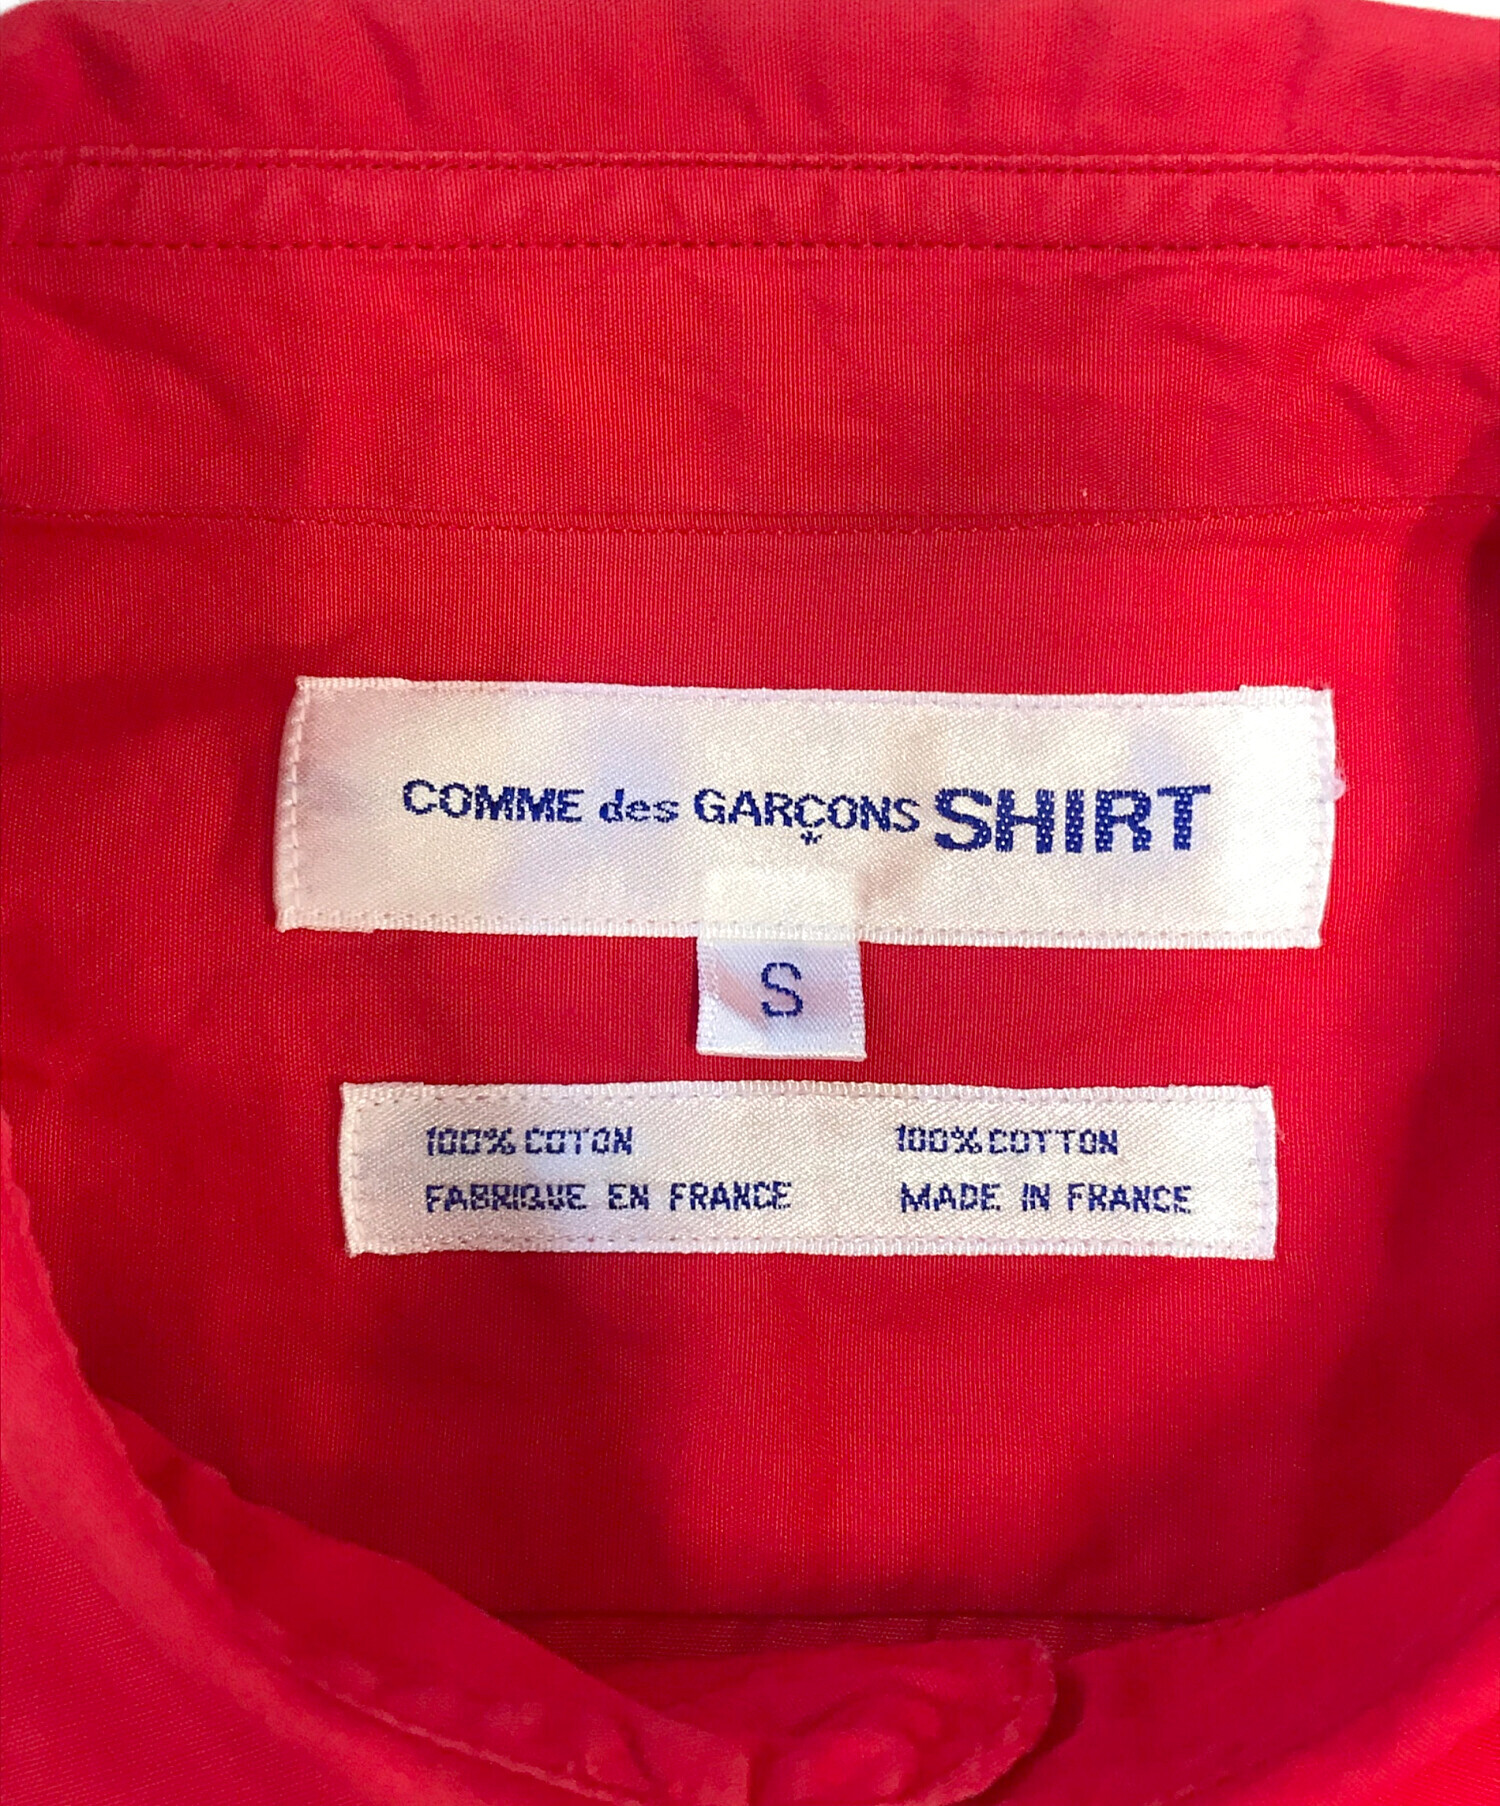 COMME des GARÇONS SHIRT
*
S
100% COTON 100% COTTON
FABRIQUE EN FRANCE MADE IN FRANCE